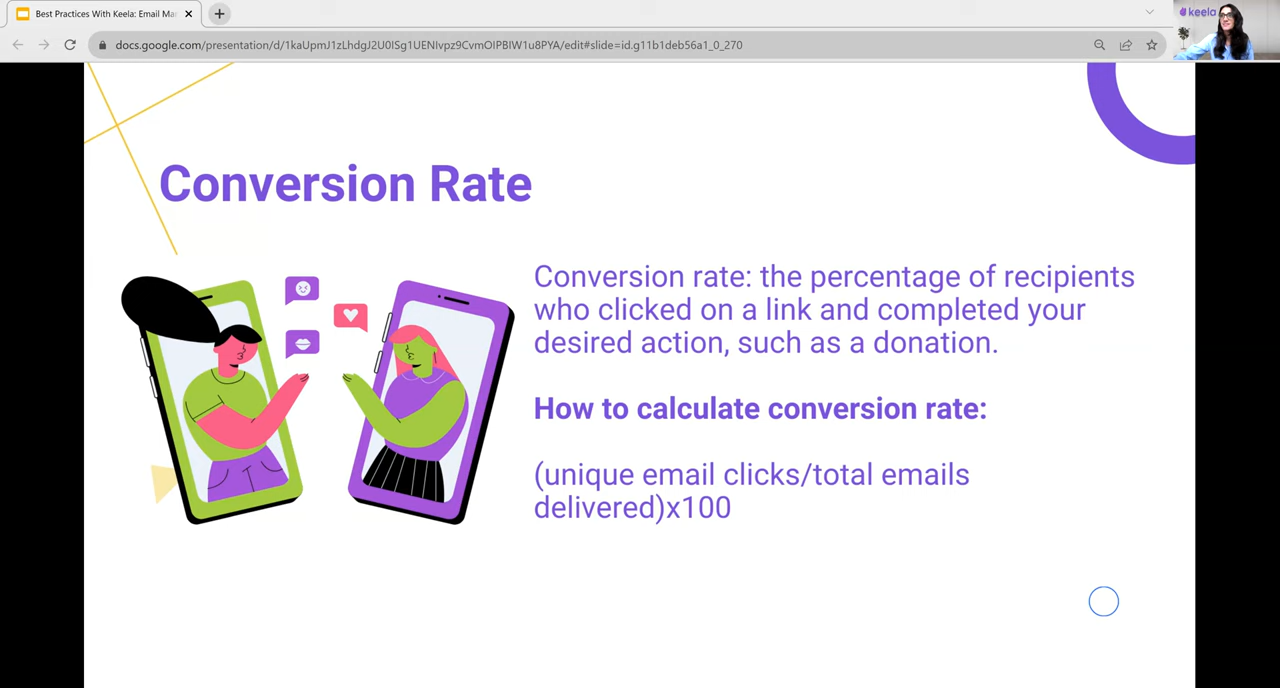 Best Practices With Keela: Email Ma
docs.google.com/presentation/d/1kaUpmJ1zLhdgJ2U0ISg1UENIvpz9CvmOIPBIW1u8PYA/edit#slide=id.g11b1deb56a1_0_270
keela
Conversion Rate
Conversion rate: the percentage of recipients
who clicked on a link and completed your
desired action, such as a donation.
How to calculate conversion rate:
(unique email clicks/total emails
delivered)x100